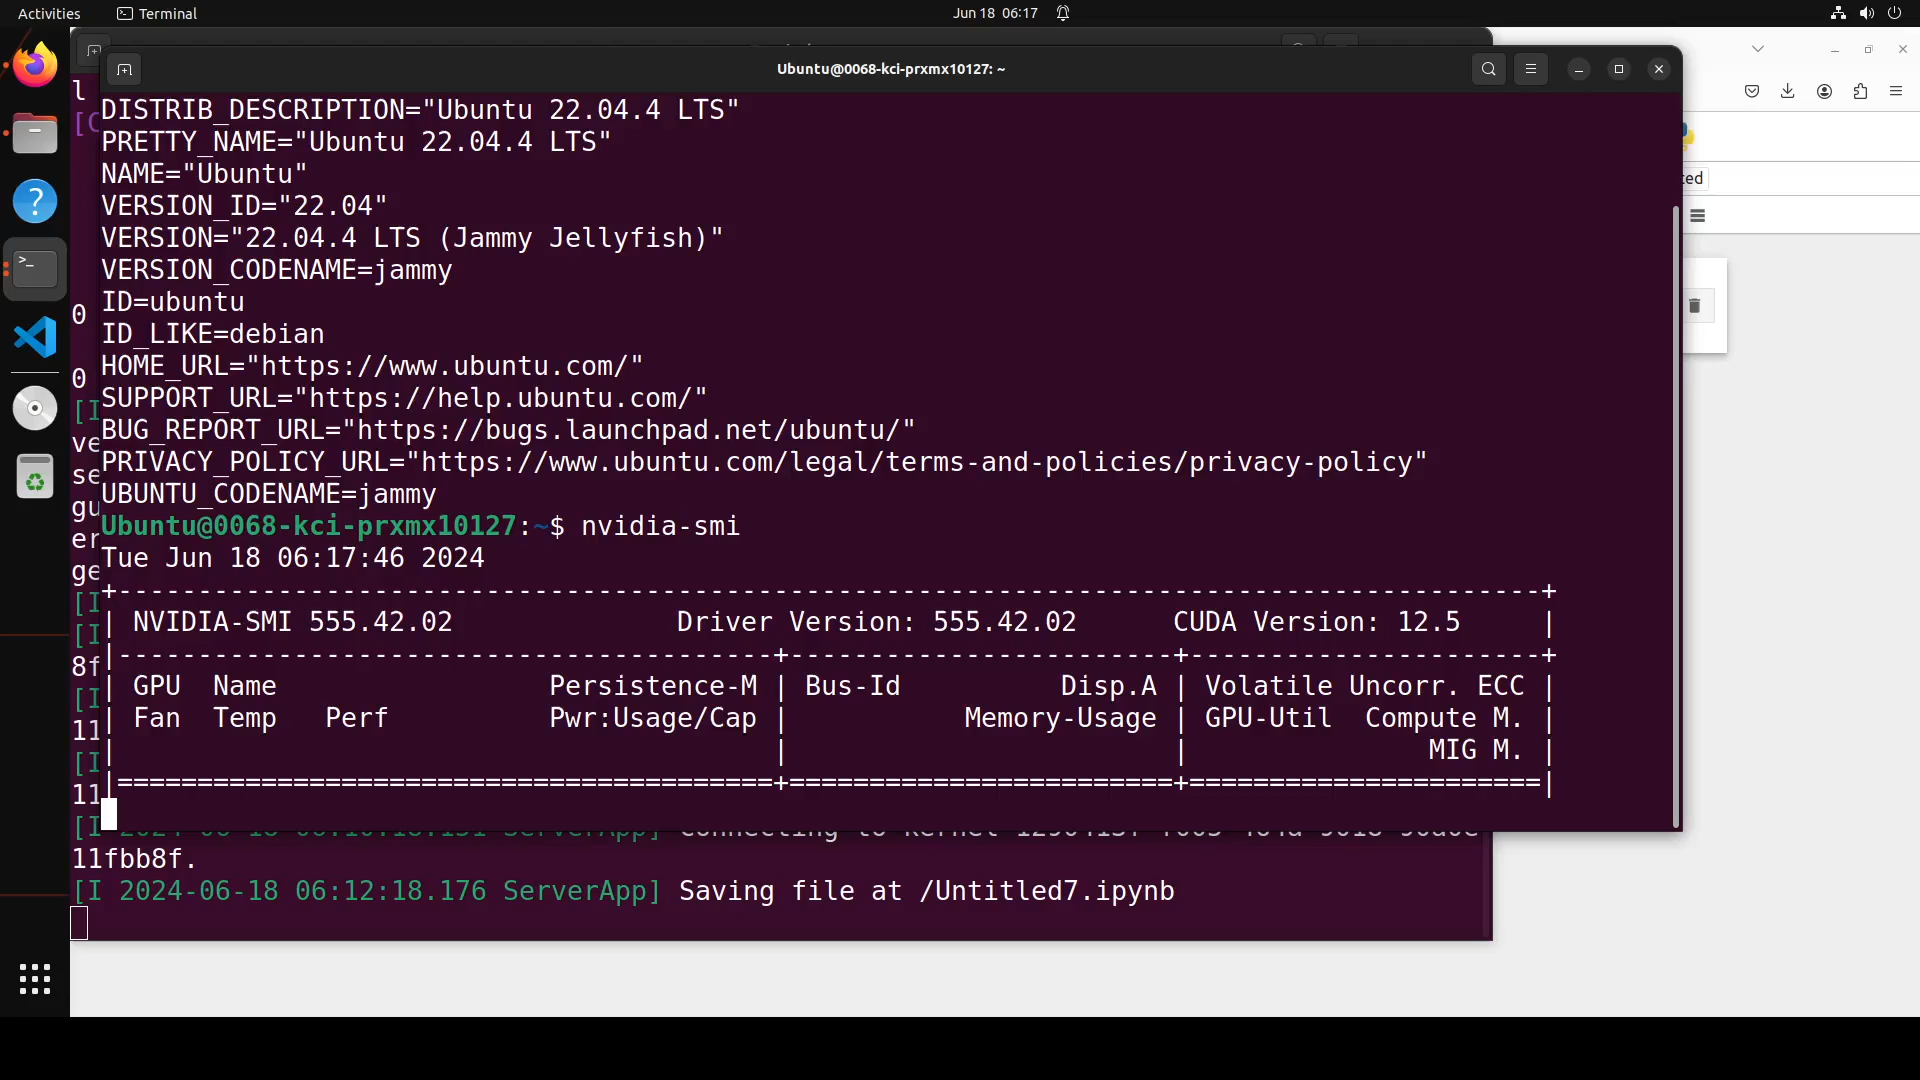 Activities
Terminal
Jun 18 06:17
Ubuntu@0068-kci-prxmx10127: ~
DISTRIB_DESCRIPTION="Ubuntu 22.04.4 LTS"
PRETTY_NAME="Ubuntu 22.04.4 LTS"
NAME="Ubuntu"
VERSION_ID="22.04"
VERSION="22.04.4 LTS (Jammy Jellyfish)"
VERSION_CODENAME=jammy
ID=ubuntu
ID_LIKE=debian
HOME_URL="https://www.ubuntu.com/"
SUPPORT_URL="https://help.ubuntu.com/"
BUG_REPORT_URL="https://bugs.launchpad.net/ubuntu/"
PRIVACY_POLICY_URL="https://www.ubuntu.com/legal/terms-and-policies/privacy-policy"
UBUNTU_CODENAME=jammy
Ubuntu@0068-kci-prxmx10127:~$ nvidia-smi
Tue Jun 18 06:17:46 2024
+-----------------------------------------------------------------------------------------+
| NVIDIA-SMI 555.42.02              Driver Version: 555.42.02      CUDA Version: 12.5     |
|-----------------------------------------+------------------------+----------------------+
| GPU  Name                 Persistence-M | Bus-Id          Disp.A | Volatile Uncorr. ECC |
| Fan  Temp   Perf          Pwr:Usage/Cap |           Memory-Usage | GPU-Util  Compute M. |
|                                         |                        |               MIG M. |
|=========================================+========================+======================|
11fbb8f.
[I 2024-06-18 06:12:18.176 ServerApp] Saving file at /Untitled7.ipynb